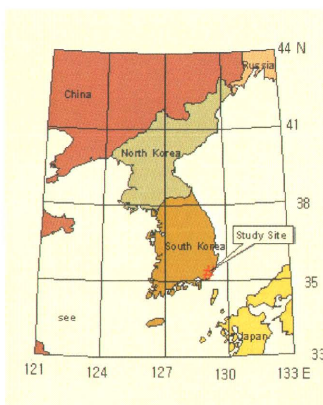 44 N
Russia
China
41
North Korea
38
Study Site
South Korea
35
see
Japan
33
121
124
127
130
133 E